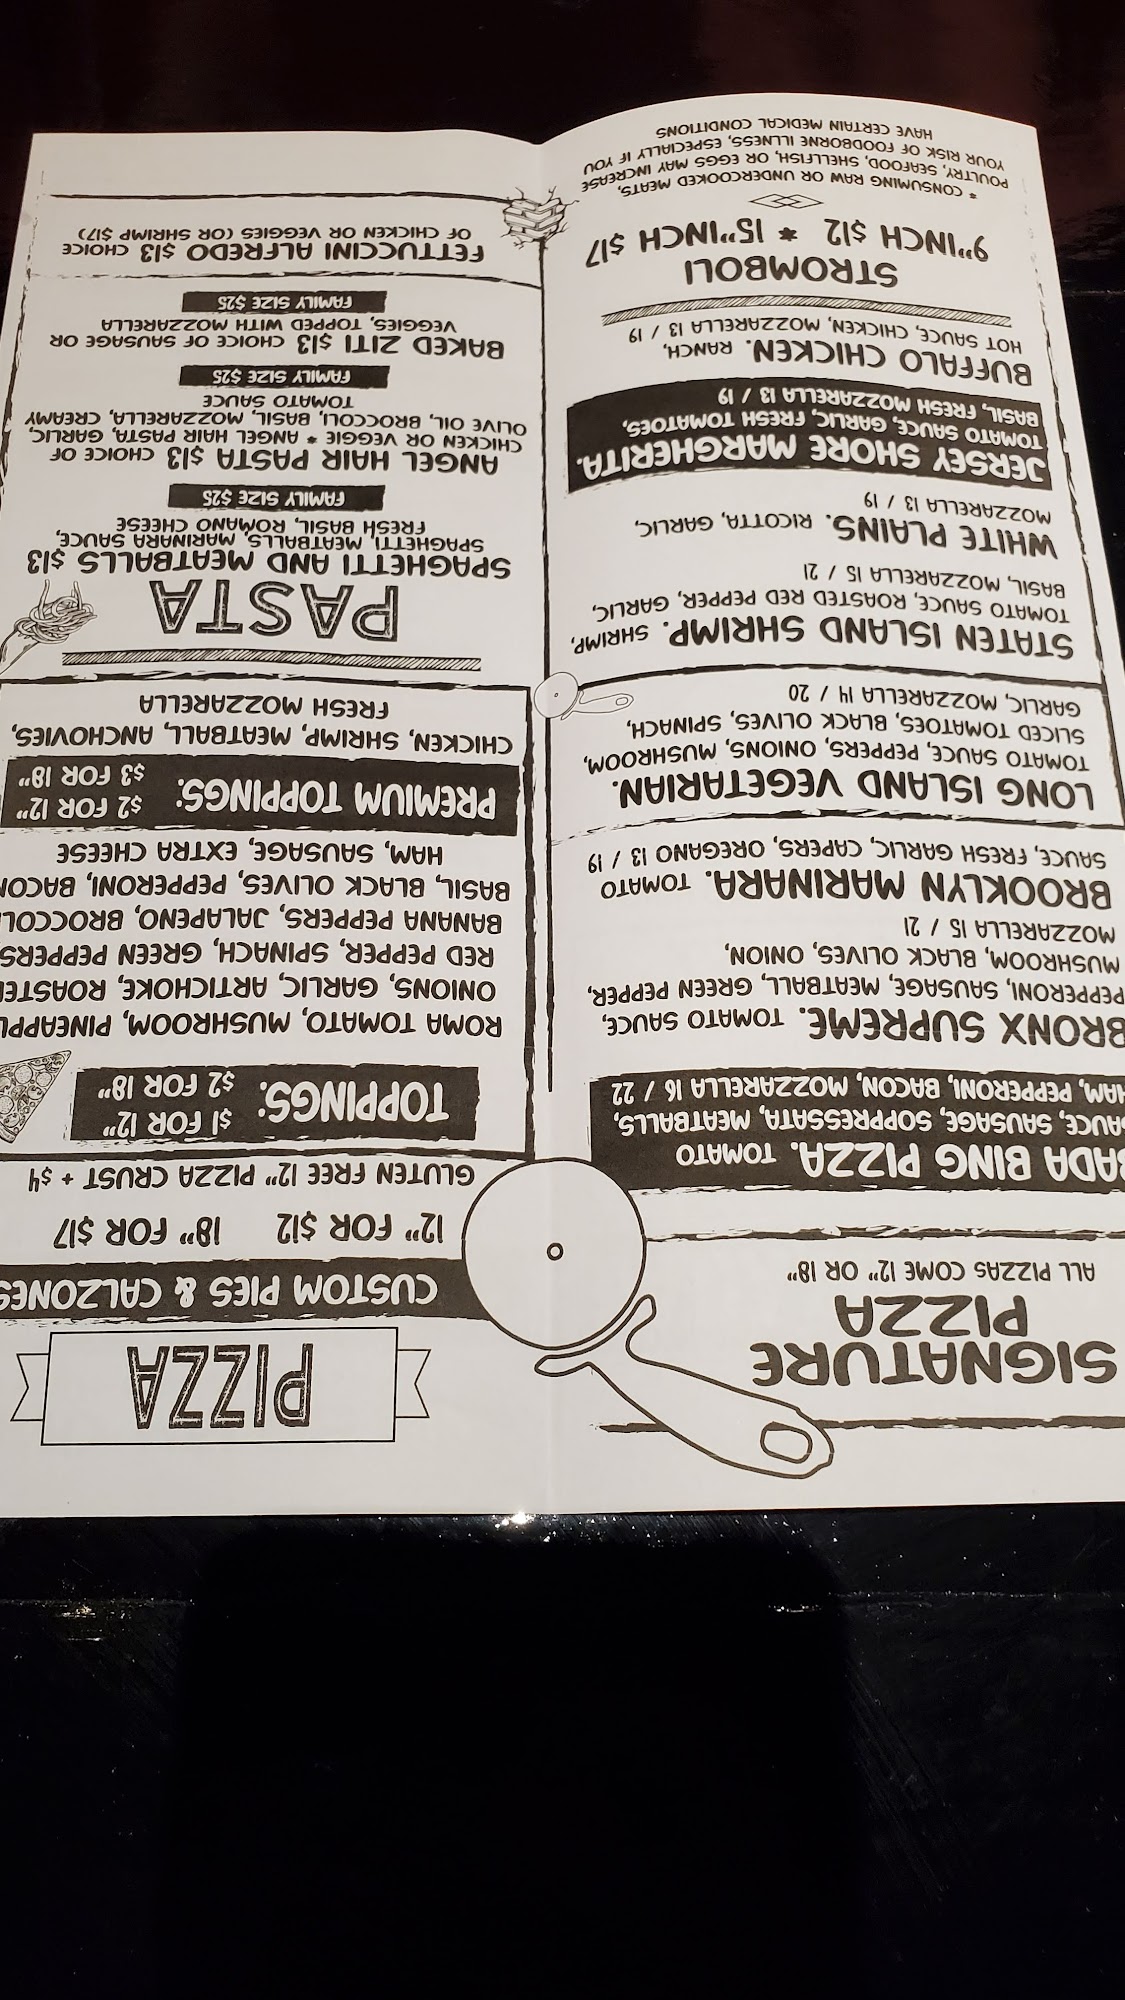 SIGNATURE
PIZZA
ALL PIZZAS COME 12" OR 18"
BADA BING PIZZA. TOMATO
SAUCE, SAUSAGE, SOPPRESSATA, MEATBALLS,
HAM, PEPPERONI, BACON, MOZZARELLA 16 / 22
BRONX SUPREME. TOMATO SAUCE,
PEPPERONI, SAUSAGE, MEATBALL, GREEN PEPPER,
MUSHROOM, BLACK OLIVES, ONION,
MOZZARELLA 15 / 21
BROOKLYN MARINARA. TOMATO
SAUCE, FRESH GARLIC, CAPERS, OREGANO 13 / 19
LONG ISLAND VEGETARIAN.
TOMATO SAUCE, PEPPERS, ONIONS, MUSHROOM,
SLICED TOMATOES, BLACK OLIVES, SPINACH,
GARLIC, MOZZARELLA 14 / 20
STATEN ISLAND SHRIMP. SHRIMP,
TOMATO SAUCE, ROASTED RED PEPPER, GARLIC,
BASIL, MOZZARELLA 15 / 21
WHITE PLAINS. RICOTTA, GARLIC,
MOZZARELLA 13 / 19
JERSEY SHORE MARGHERITA.
TOMATO SAUCE, GARLIC, FRESH TOMATOES,
BASIL, FRESH MOZZARELLA 13 / 19
BUFFALO CHICKEN. RANCH,
HOT SAUCE, CHICKEN, MOZZARELLA 13 / 19
STROMBOLI
9"INCH $12 * 15"INCH $17
* CONSUMING RAW OR UNDERCOOKED MEATS,
POULTRY, SEAFOOD, SHELLFISH, OR EGGS MAY INCREASE
YOUR RISK OF FOODBORNE ILLNESS, ESPECIALLY IF YOU
HAVE CERTAIN MEDICAL CONDITIONS
PIZZA
CUSTOM PIES & CALZONES
12" FOR $12 18" FOR $17
GLUTEN FREE 12" PIZZA CRUST + $4
TOPPINGS: $1 FOR 12"
$2 FOR 18"
ROMA TOMATO, MUSHROOM, PINEAPPL
ONIONS, GARLIC, ARTICHOKE, ROASTE
RED PEPPER, SPINACH, GREEN PEPPERS
BANANA PEPPERS, JALAPENO, BROCCOLI
BASIL, BLACK OLIVES, PEPPERONI, BACON
HAM, SAUSAGE, EXTRA CHEESE
PREMIUM TOPPINGS: $2 FOR 12"
$3 FOR 18"
CHICKEN, SHRIMP, MEATBALL, ANCHOVIES,
FRESH MOZZARELLA
PASTA
SPAGHETTI AND MEATBALLS $13
SPAGHETTI, MEATBALLS, MARINARA SAUCE,
FRESH BASIL, ROMANO CHEESE
FAMILY SIZE $25
ANGEL HAIR PASTA $13 CHOICE OF
CHICKEN OR VEGGIE * ANGEL HAIR PASTA, GARLIC,
OLIVE OIL, BROCCOLI, BASIL, MOZZARELLA, CREAMY
TOMATO SAUCE
FAMILY SIZE $25
BAKED ZITI $13 CHOICE OF SAUSAGE OR
VEGGIES, TOPPED WITH MOZZARELLA
FAMILY SIZE $25
FETTUCCINI ALFREDO $13 CHOICE
OF CHICKEN OR VEGGIES (OR SHRIMP $17)